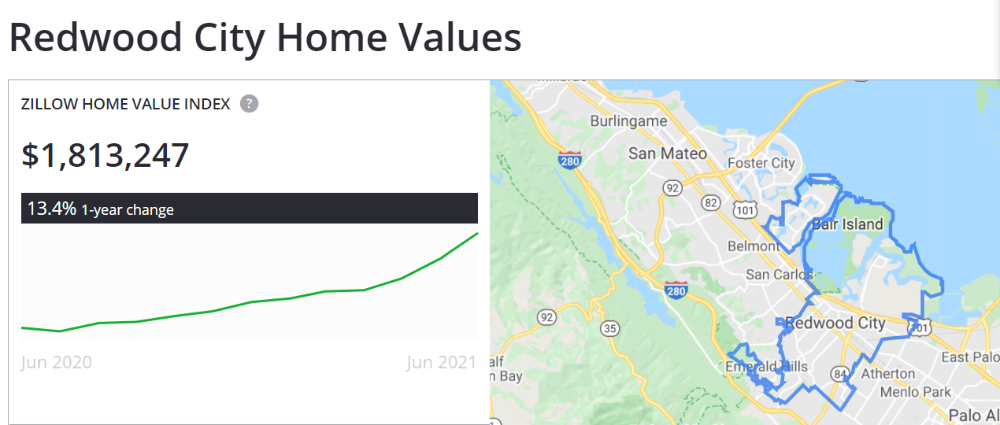 Redwood City Home Values
ZILLOW HOME VALUE INDEX ?
$1,813,247
13.4% 1-year change
Jun 2020
Jun 2021
Burlingame
San Mateo
280
Foster City
92
82
101
Bair Island
Belmont
San Carlos
280
92
35
Redwood City
101
Emerald Hills
84
Atherton
East Palo
alf
n Bay
Menlo Park
Palo Al